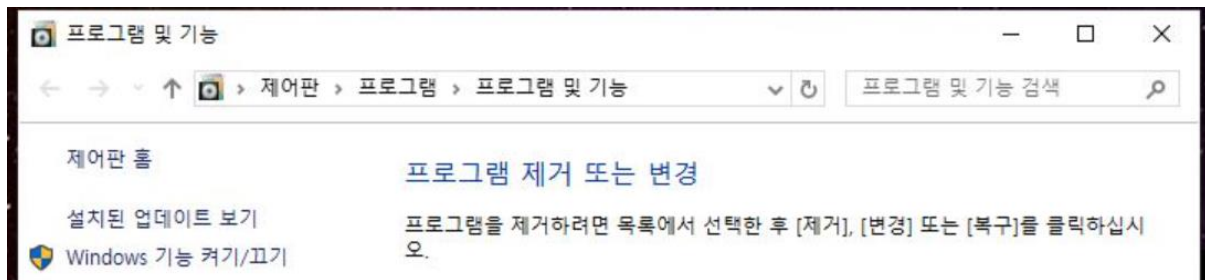 프로그램 및 기능
제어판 › 프로그램 › 프로그램 및 기능
프로그램 및 기능 검색
제어판 홈
설치된 업데이트 보기
Windows 기능 켜기/끄기
프로그램 제거 또는 변경
프로그램을 제거하려면 목록에서 선택한 후 [제거], [변경] 또는 [복구]를 클릭하십시
오.